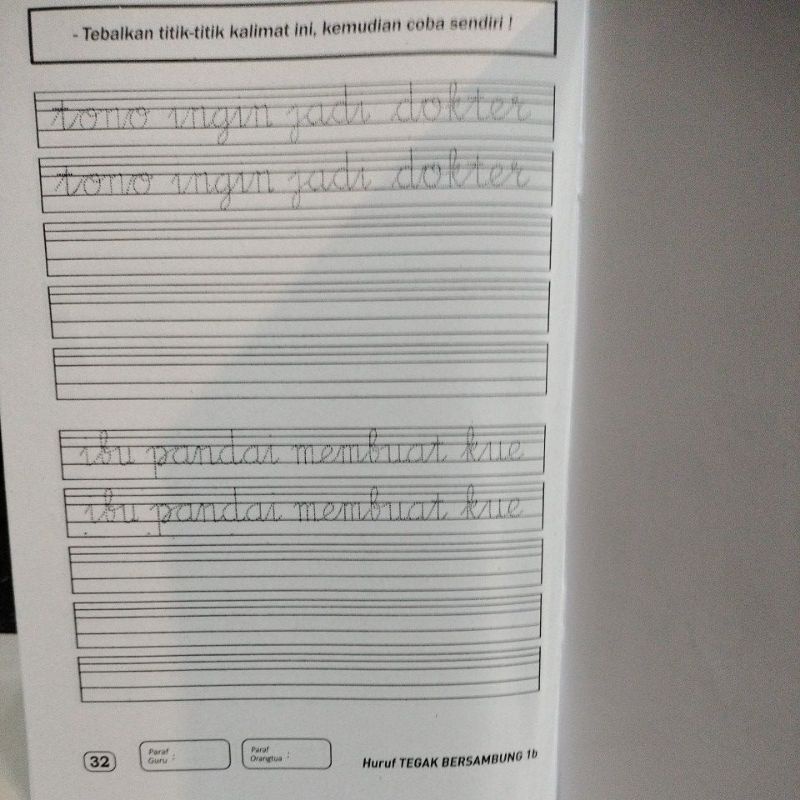 - Tebalkan titik-titik kalimat ini, kemudian coba sendiri !
tono ingin jadi dokter
tono ingin jadi dokter
ibu pandai membuat kue
ibu pandai membuat kue
32
Paraf
Guru :
Paraf
Orangtua :
Huruf TEGAK BERSAMBUNG 1b